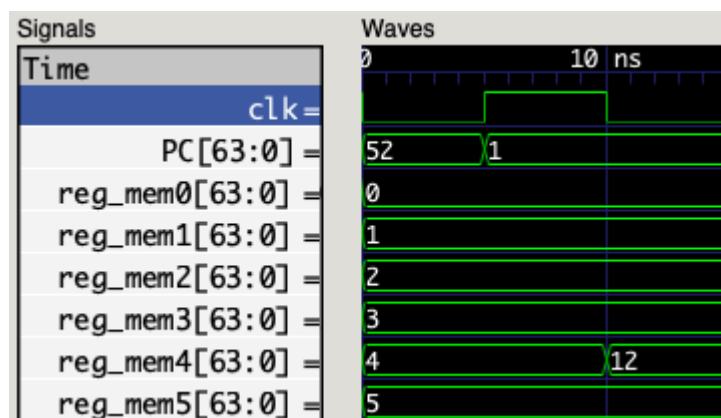 Signals Waves
Time 0 10 ns
clk=
PC[63:0] = 52 1
reg_mem0[63:0] = 0
reg_mem1[63:0] = 1
reg_mem2[63:0] = 2
reg_mem3[63:0] = 3
reg_mem4[63:0] = 4 12
reg_mem5[63:0] = 5